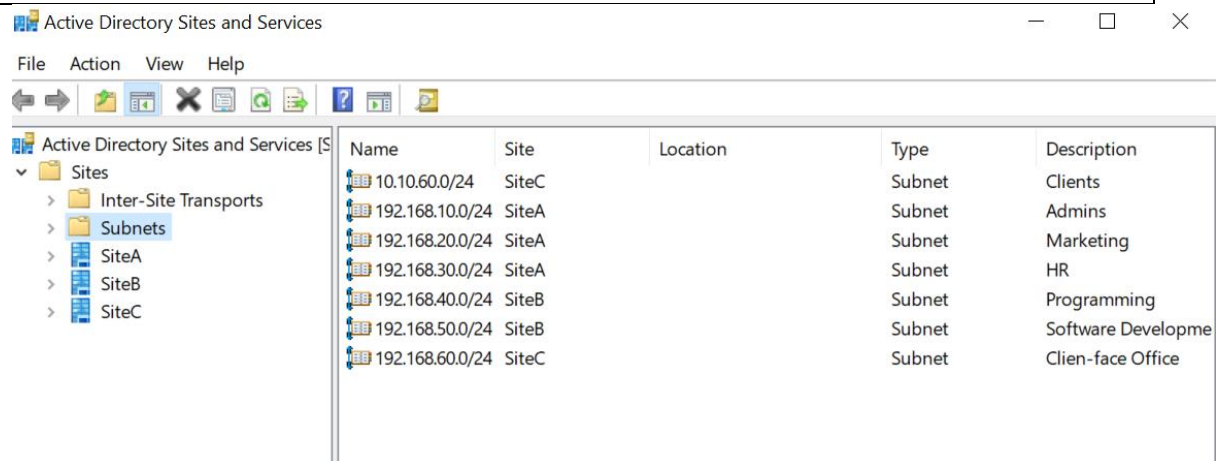 Active Directory Sites and Services
File Action View Help
Active Directory Sites and Services [S
Sites
Inter-Site Transports
Subnets
SiteA
SiteB
SiteC
Name Site Location Type Description
10.10.60.0/24 SiteC Subnet Clients
192.168.10.0/24 SiteA Subnet Admins
192.168.20.0/24 SiteA Subnet Marketing
192.168.30.0/24 SiteA Subnet HR
192.168.40.0/24 SiteB Subnet Programming
192.168.50.0/24 SiteB Subnet Software Developme
192.168.60.0/24 SiteC Subnet Clien-face Office